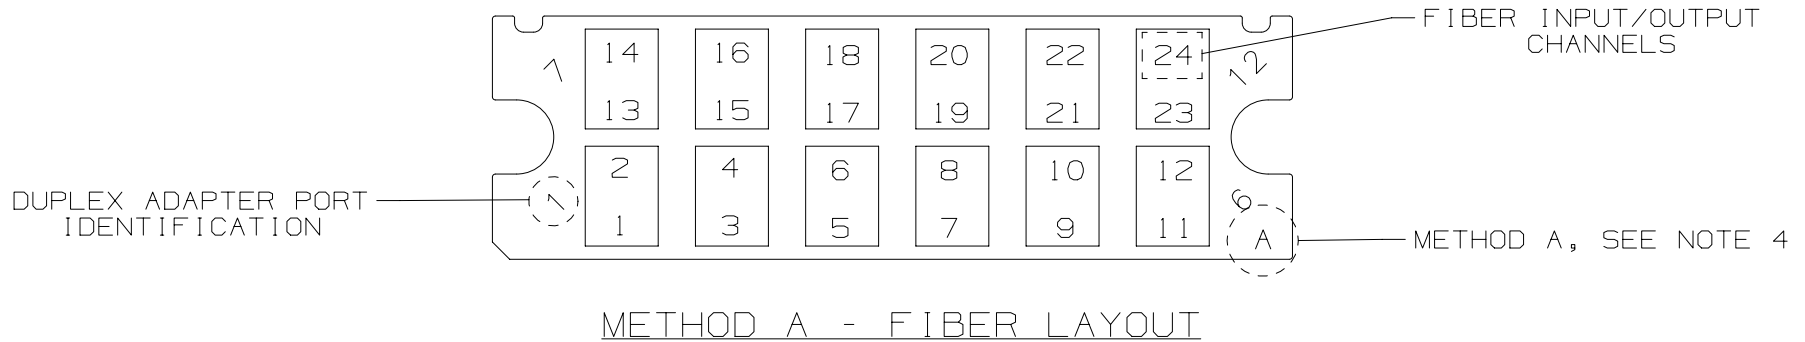 FIBER INPUT/OUTPUT
CHANNELS
7 14 16 18 20 22 24 12
13 15 17 19 21 23
2 4 6 8 10 12
DUPLEX ADAPTER PORT
IDENTIFICATION
1 6
1 3 5 7 9 11
A
METHOD A, SEE NOTE 4
METHOD A - FIBER LAYOUT